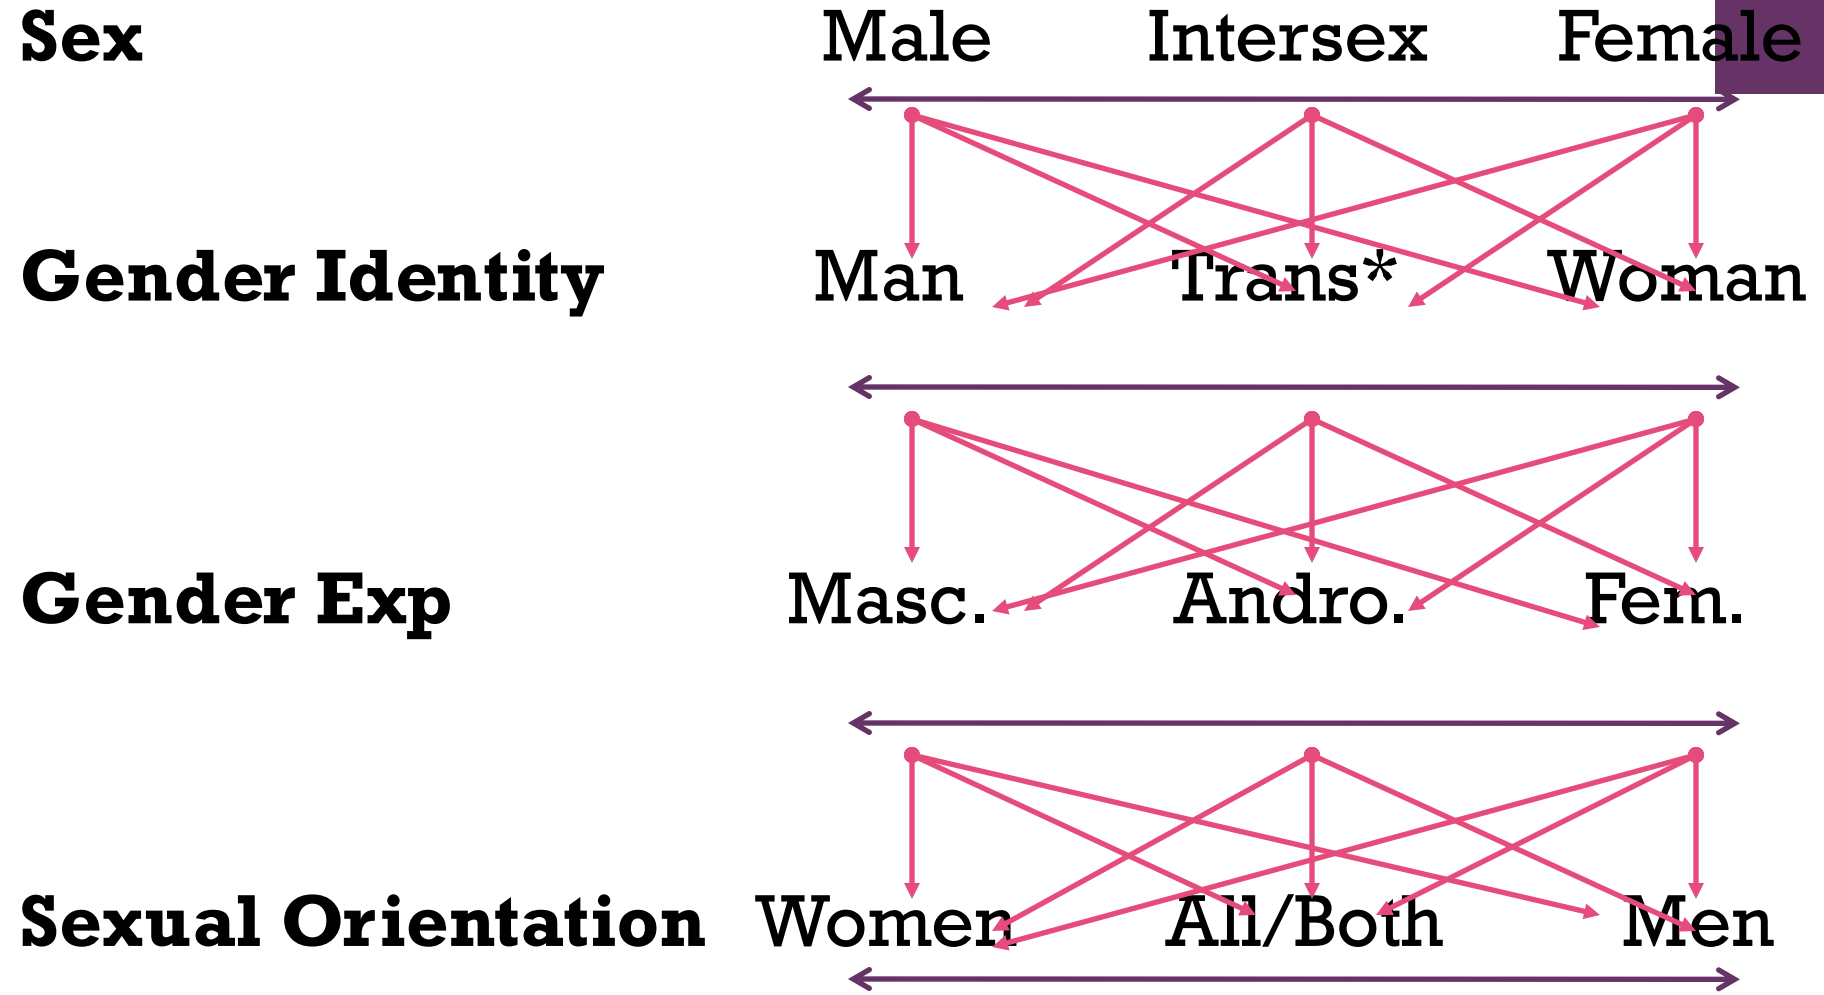 Sex Male Intersex Female
Gender Identity Man Trans* Woman
Gender Exp Masc. Andro. Fem.
Sexual Orientation Women All/Both Men